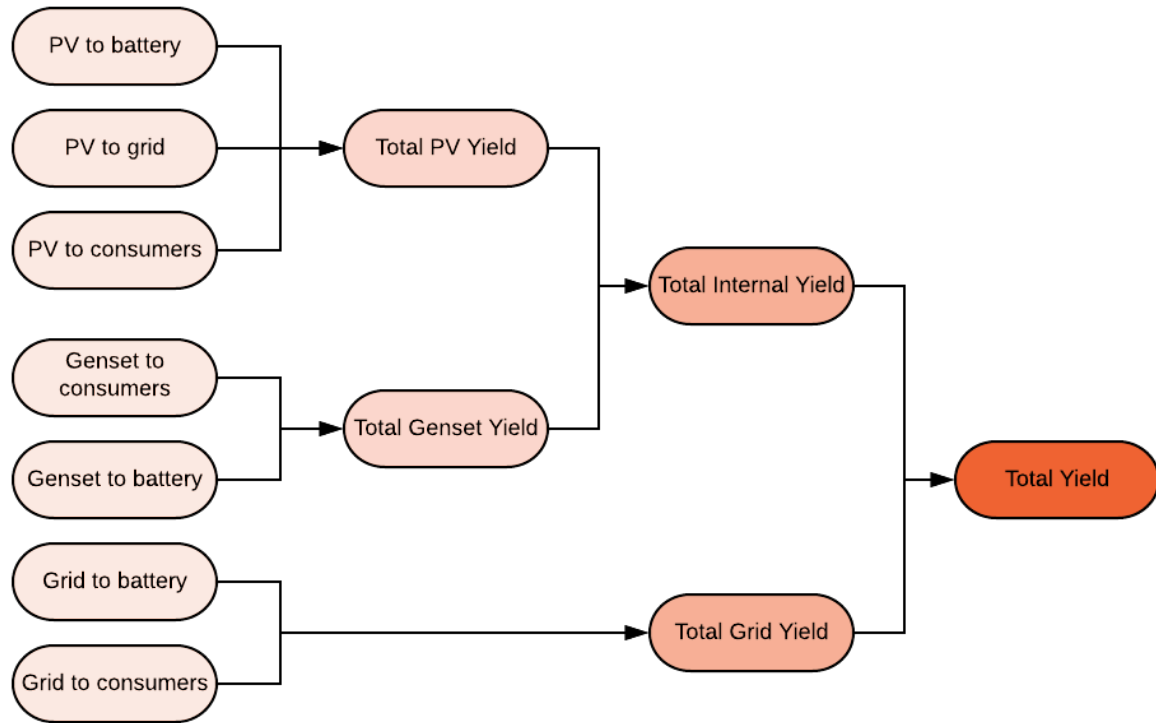 PV to battery
PV to grid
Total PV Yield
PV to consumers
Total Internal Yield
Genset to
consumers
Total Genset Yield
Genset to battery
Total Yield
Grid to battery
Total Grid Yield
Grid to consumers